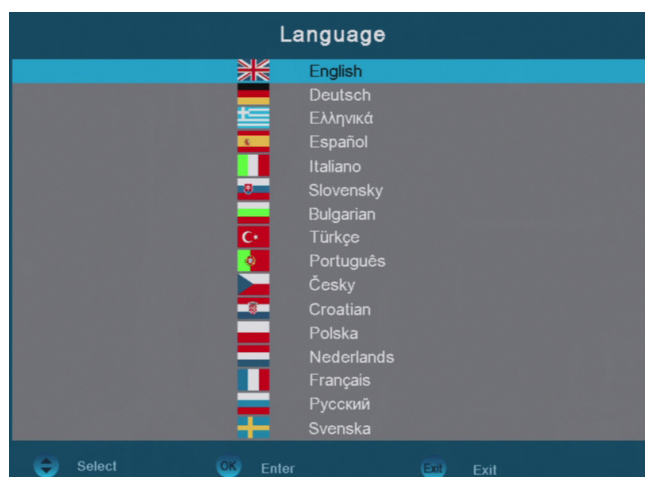 Language
English
Deutsch
Ελληνικά
Español
Italiano
Slovensky
Bulgarian
Türkçe
Português
Česky
Croatian
Polska
Nederlands
Français
Русский
Svenska
Select OK Enter Exit Exit